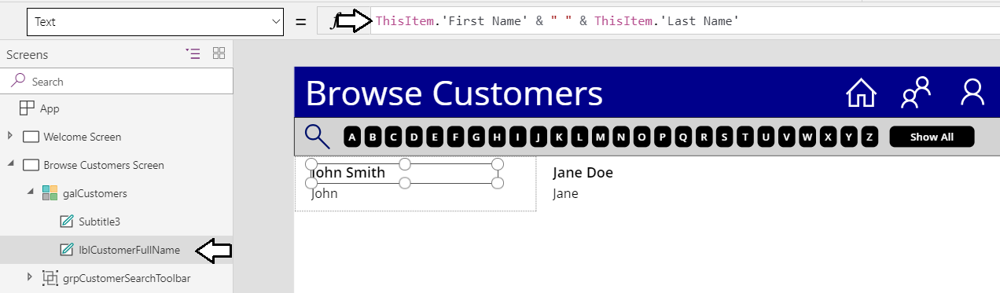 Text
= ThisItem.'First Name' & " " & ThisItem.'Last Name'
Screens
Search
App
Welcome Screen
Browse Customers Screen
galCustomers
Subtitle3
lblCustomerFullName
grpCustomerSearchToolbar
Browse Customers
A B C D E F G H I J K L M N O P Q R S T U V W X Y Z Show All
John Smith
John
Jane Doe
Jane